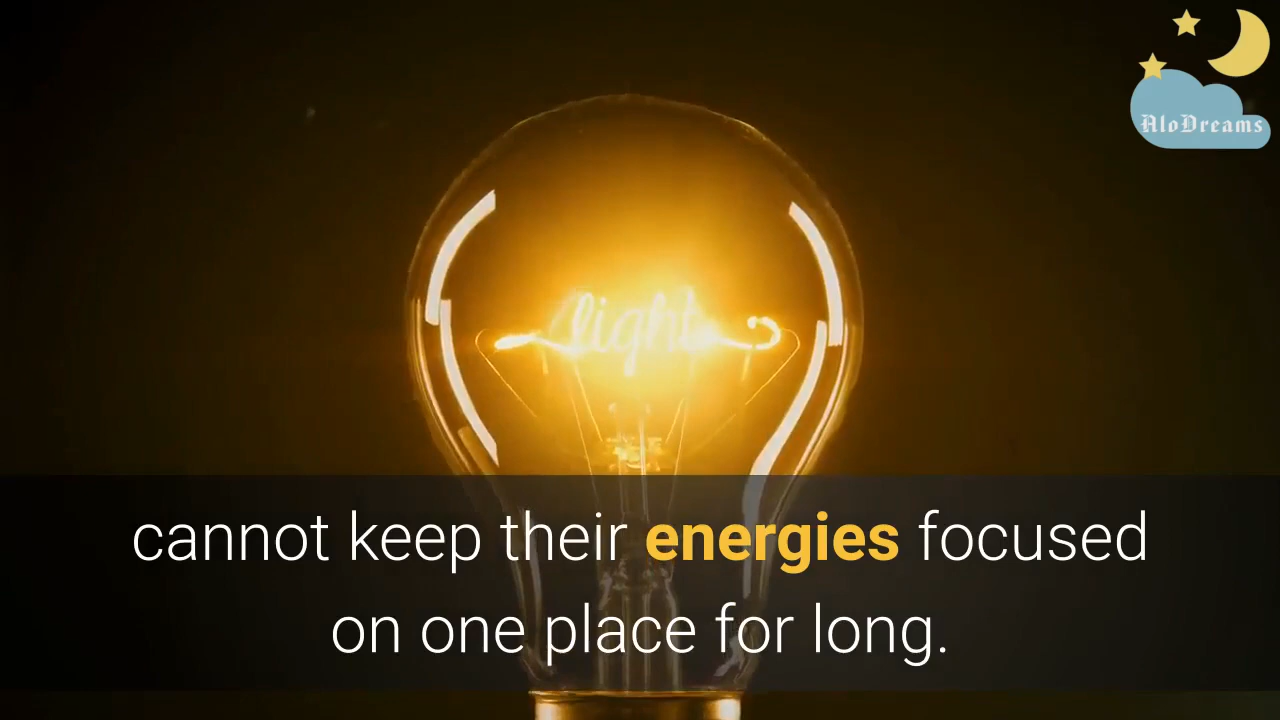 AloDreams
light
cannot keep their energies focused
on one place for long.